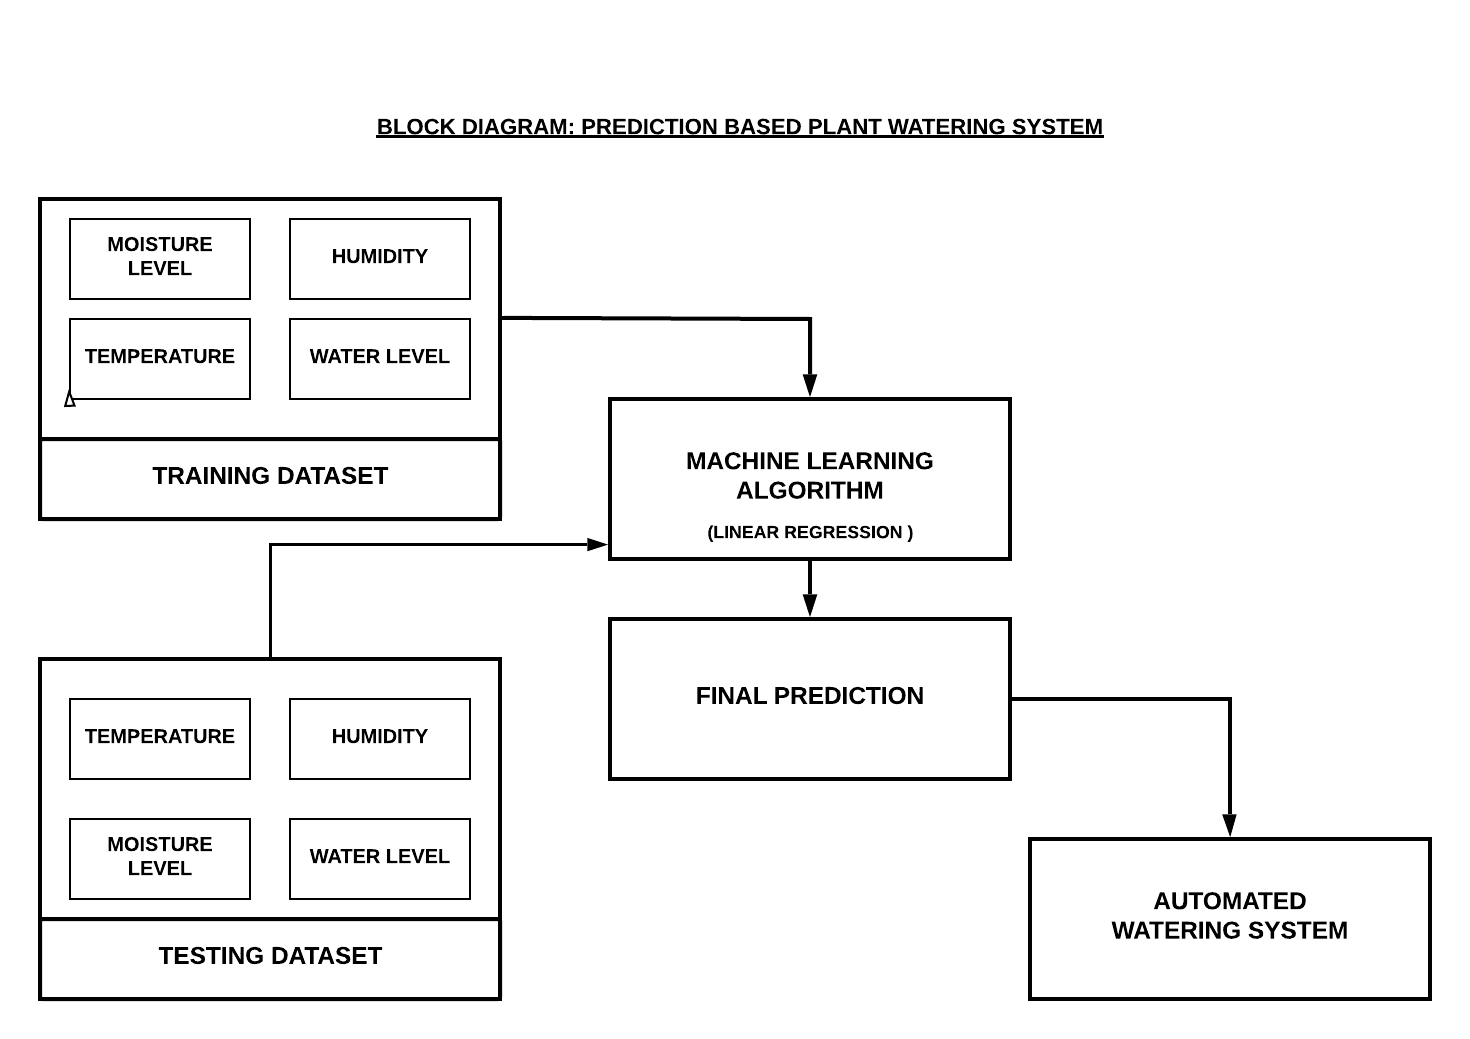 BLOCK DIAGRAM: PREDICTION BASED PLANT WATERING SYSTEM
MOISTURE
LEVEL
HUMIDITY
TEMPERATURE
WATER LEVEL
TRAINING DATASET
MACHINE LEARNING
ALGORITHM
(LINEAR REGRESSION )
FINAL PREDICTION
TEMPERATURE
HUMIDITY
MOISTURE
LEVEL
WATER LEVEL
TESTING DATASET
AUTOMATED
WATERING SYSTEM